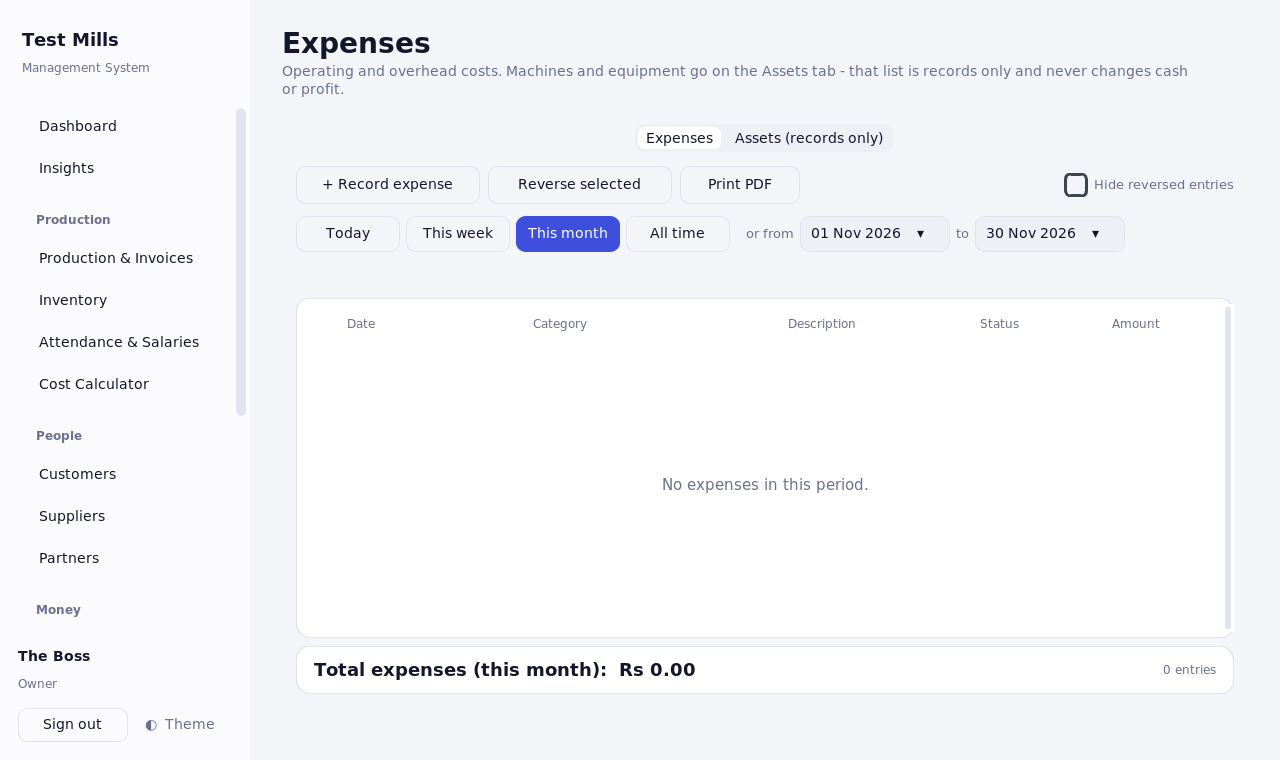 Test Mills
Management System
Dashboard
Insights
Production
Production & Invoices
Inventory
Attendance & Salaries
Cost Calculator
People
Customers
Suppliers
Partners
Money
The Boss
Owner
Sign out
◐ Theme
Expenses
Operating and overhead costs. Machines and equipment go on the Assets tab - that list is records only and never changes cash
or profit.
Expenses Assets (records only)
+ Record expense Reverse selected Print PDF Hide reversed entries
Today This week This month All time or from 01 Nov 2026 ▼ to 30 Nov 2026 ▼
Date Category Description Status Amount
No expenses in this period.
Total expenses (this month): Rs 0.00 0 entries